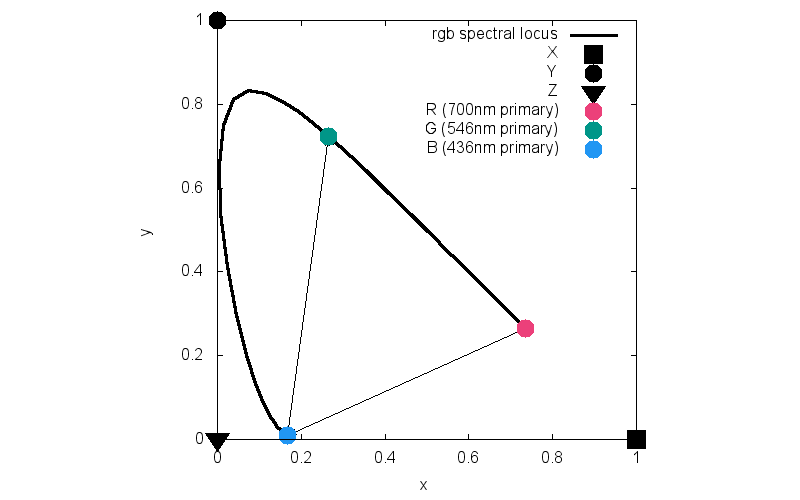 rgb spectral locus
X
Y
Z
R (700nm primary)
G (546nm primary)
B (436nm primary)
1
0.8
0.6
0.4
0.2
0
y
0 0.2 0.4 0.6 0.8 1
x